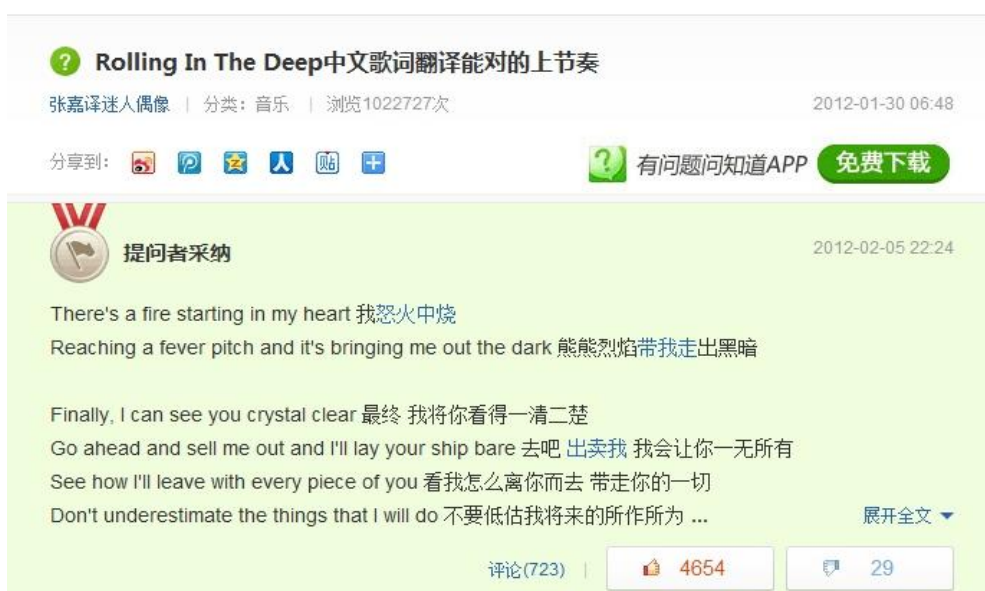 ? Rolling In The Deep中文歌词翻译能对的上节奏
张嘉译迷人偶像 | 分类：音乐 | 浏览1022727次 2012-01-30 06:48
分享到： 人 贴 + ? 有问题问知道APP 免费下载
提问者采纳 2012-02-05 22:24
There's a fire starting in my heart 我怒火中烧
Reaching a fever pitch and it's bringing me out the dark 熊熊烈焰带我走出黑暗
Finally, I can see you crystal clear 最终 我将你看得一清二楚
Go ahead and sell me out and I'll lay your ship bare 去吧 出卖我 我会让你一无所有
See how I'll leave with every piece of you 看我怎么离你而去 带走你的一切
Don't underestimate the things that I will do 不要低估我将来的所作所为 ... 展开全文
评论(723) | 4654 29